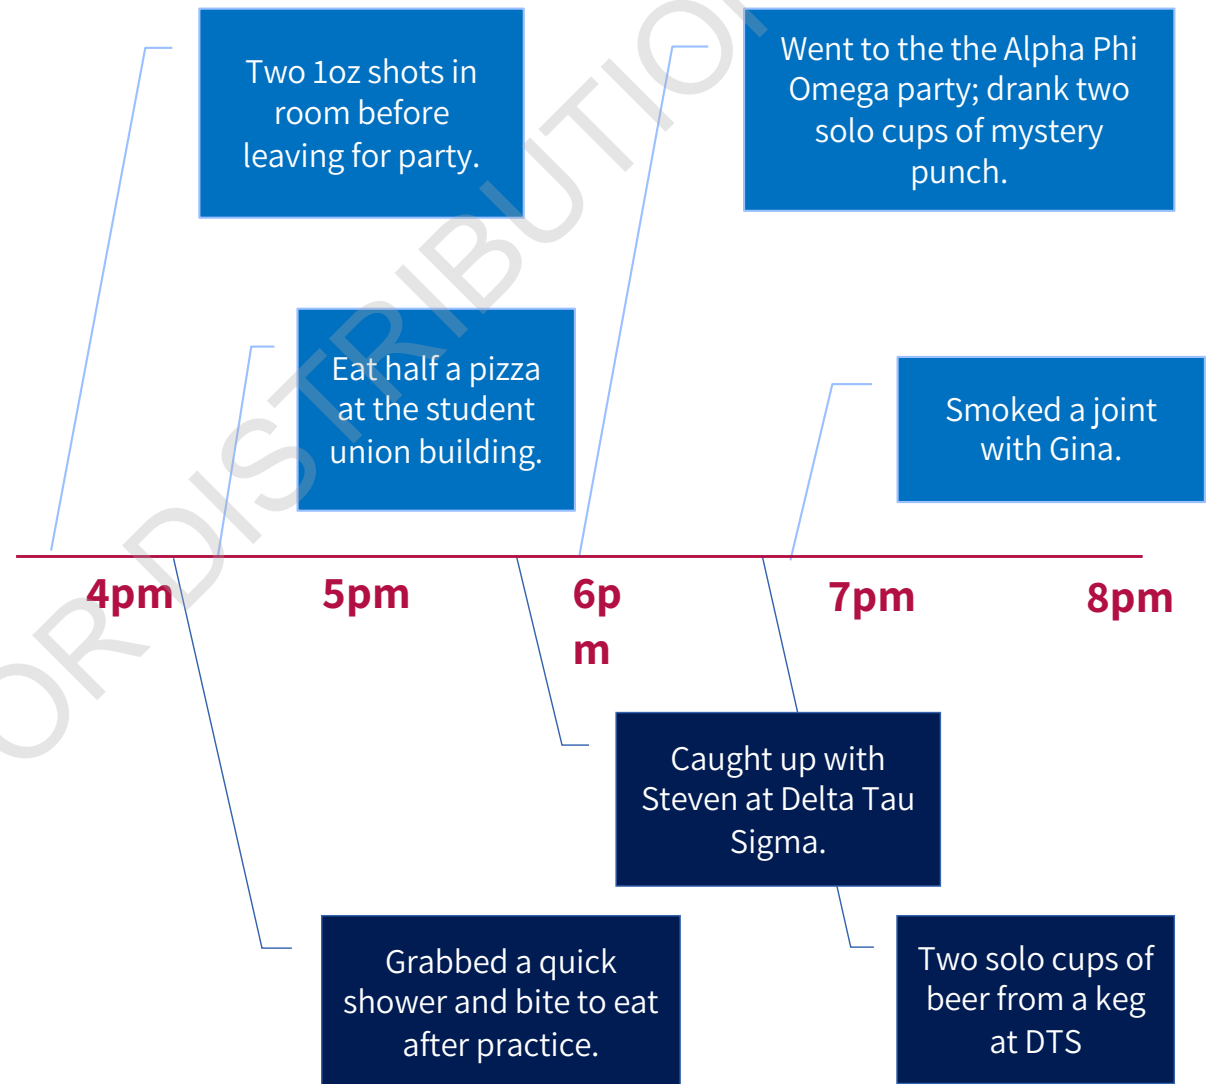 Two 1oz shots in
room before
leaving for party.
Went to the the Alpha Phi
Omega party; drank two
solo cups of mystery
punch.
Eat half a pizza
at the student
union building.
Smoked a joint
with Gina.
4pm
5pm
6p
m
7pm
8pm
Caught up with
Steven at Delta Tau
Sigma.
Grabbed a quick
shower and bite to eat
after practice.
Two solo cups of
beer from a keg
at DTS
OR DISTRIBUTION